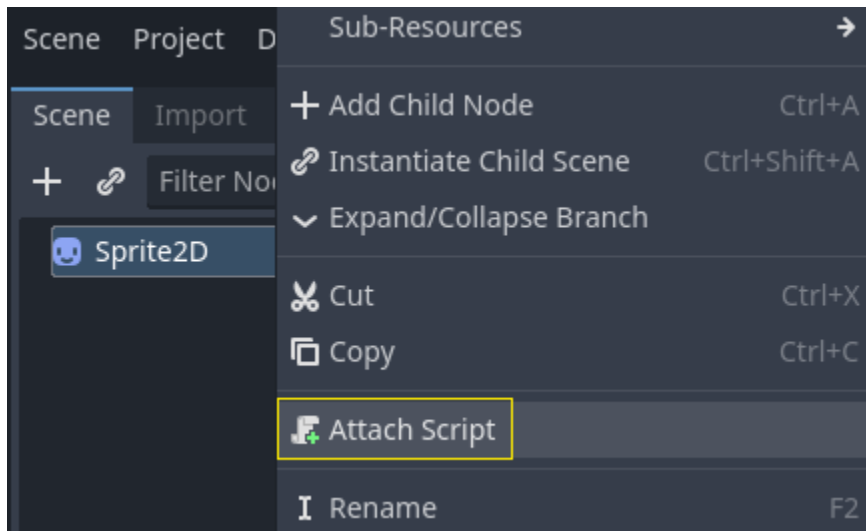 Scene Project D
Sub-Resources
Scene Import
Add Child Node Ctrl+A
Instantiate Child Scene Ctrl+Shift+A
Filter No
Expand/Collapse Branch
Sprite2D
Cut Ctrl+X
Copy Ctrl+C
Attach Script
Rename F2